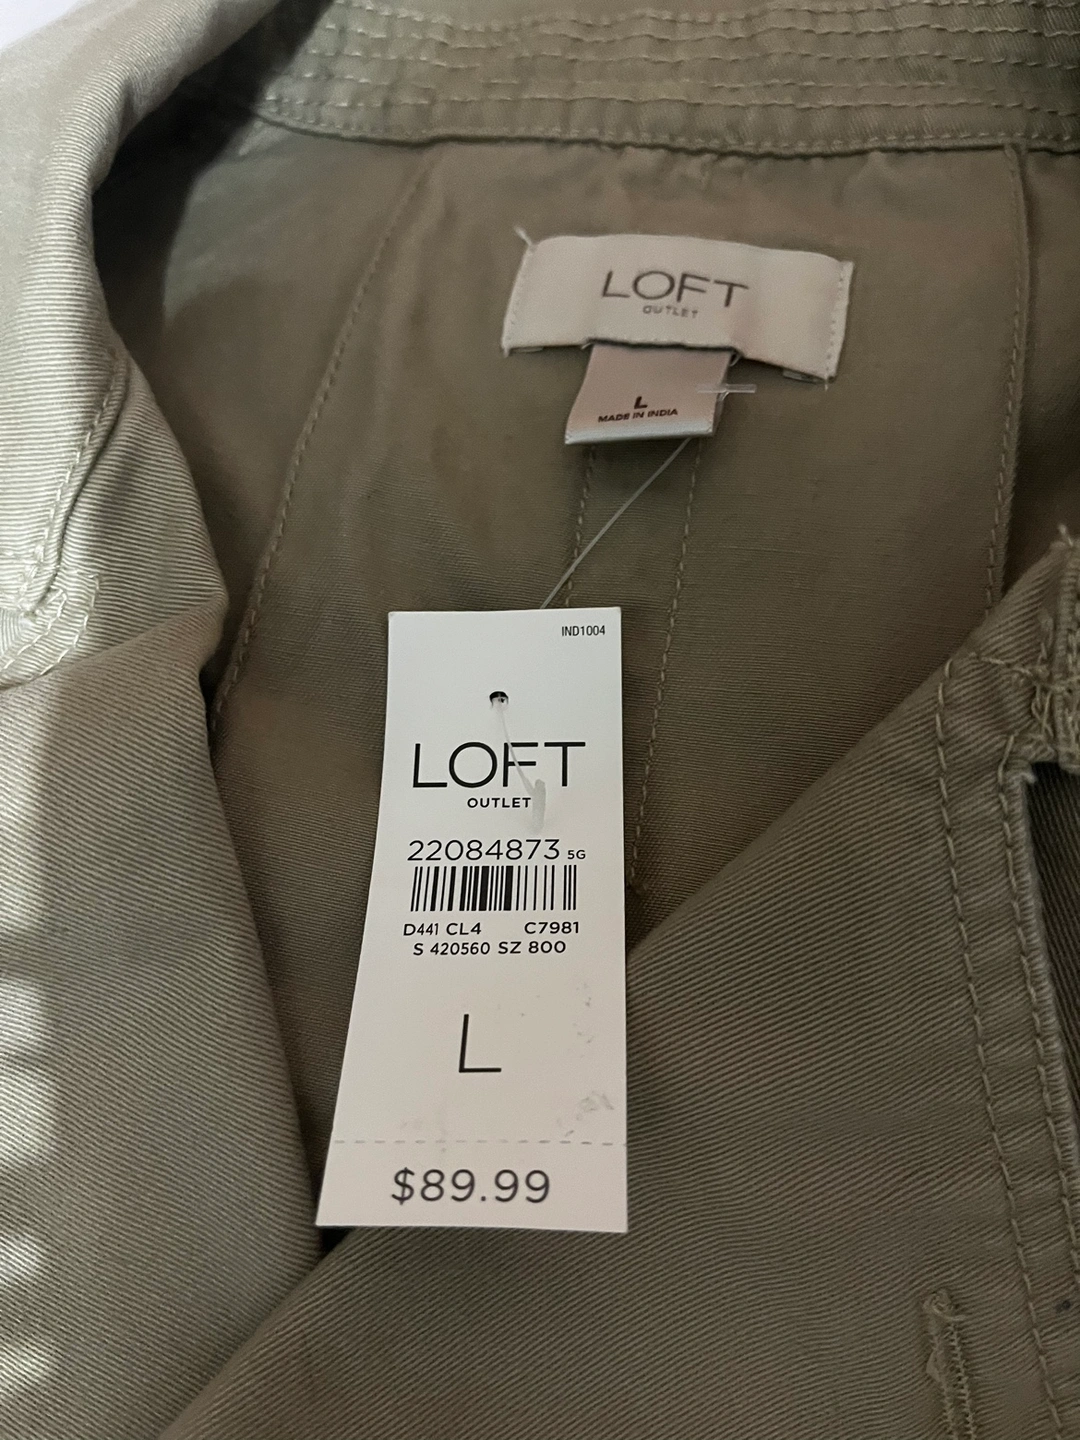 LOFT
OUTLET
L
MADE IN INDIA
IND1004
LOFT
OUTLET
22084873 5G
D441 CL4 C7981
S 420560 SZ 800
L
$89.99